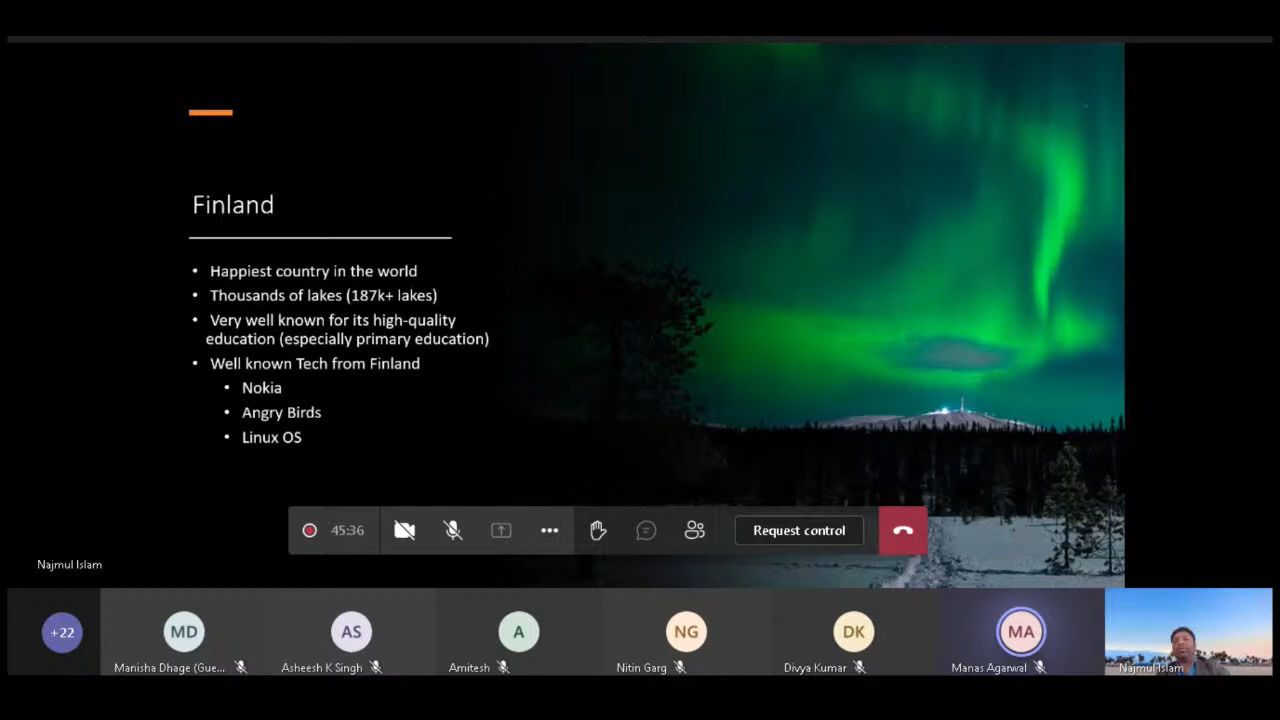 Finland
• Happiest country in the world
• Thousands of lakes (187k+ lakes)
• Very well known for its high-quality
education (especially primary education)
• Well known Tech from Finland
• Nokia
• Angry Birds
• Linux OS
45:36
Request control
Najmul Islam
+22
MD
AS
A
NG
DK
MA
Manisha Dhage (Gue...
Asheesh K Singh
Amitesh
Nitin Garg
Divya Kumar
Manas Agarwal
Najmul Islam